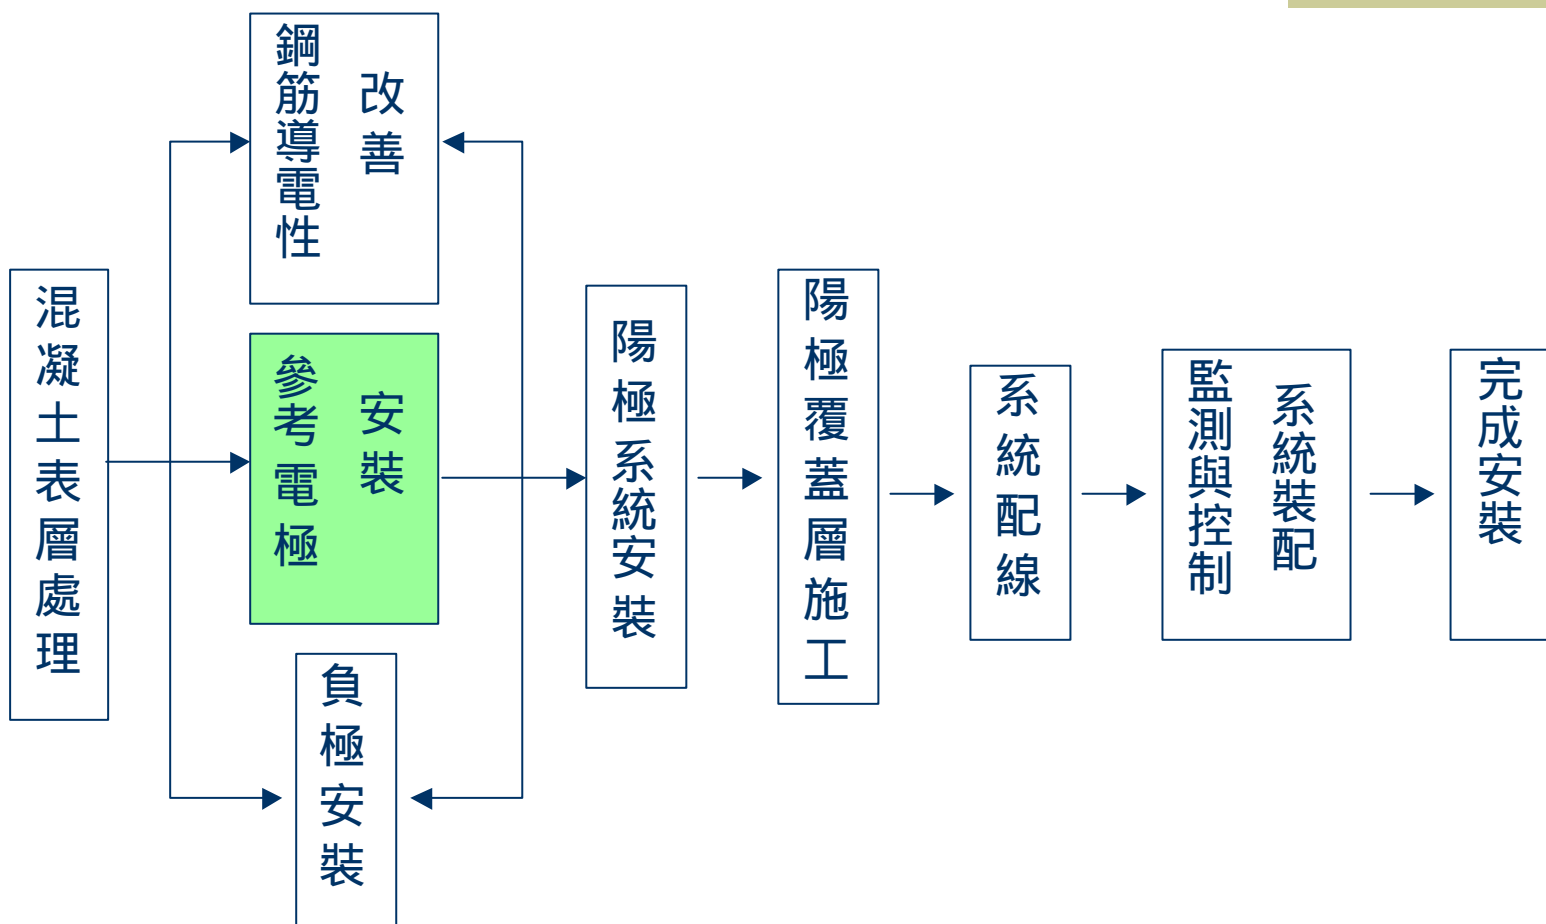 混凝土表層處理
鋼筋導電性
改善
參考電極
安裝
負極安裝
陽極系統安裝
陽極覆蓋層施工
系統配線
監測與控制
系統裝配
完成安裝